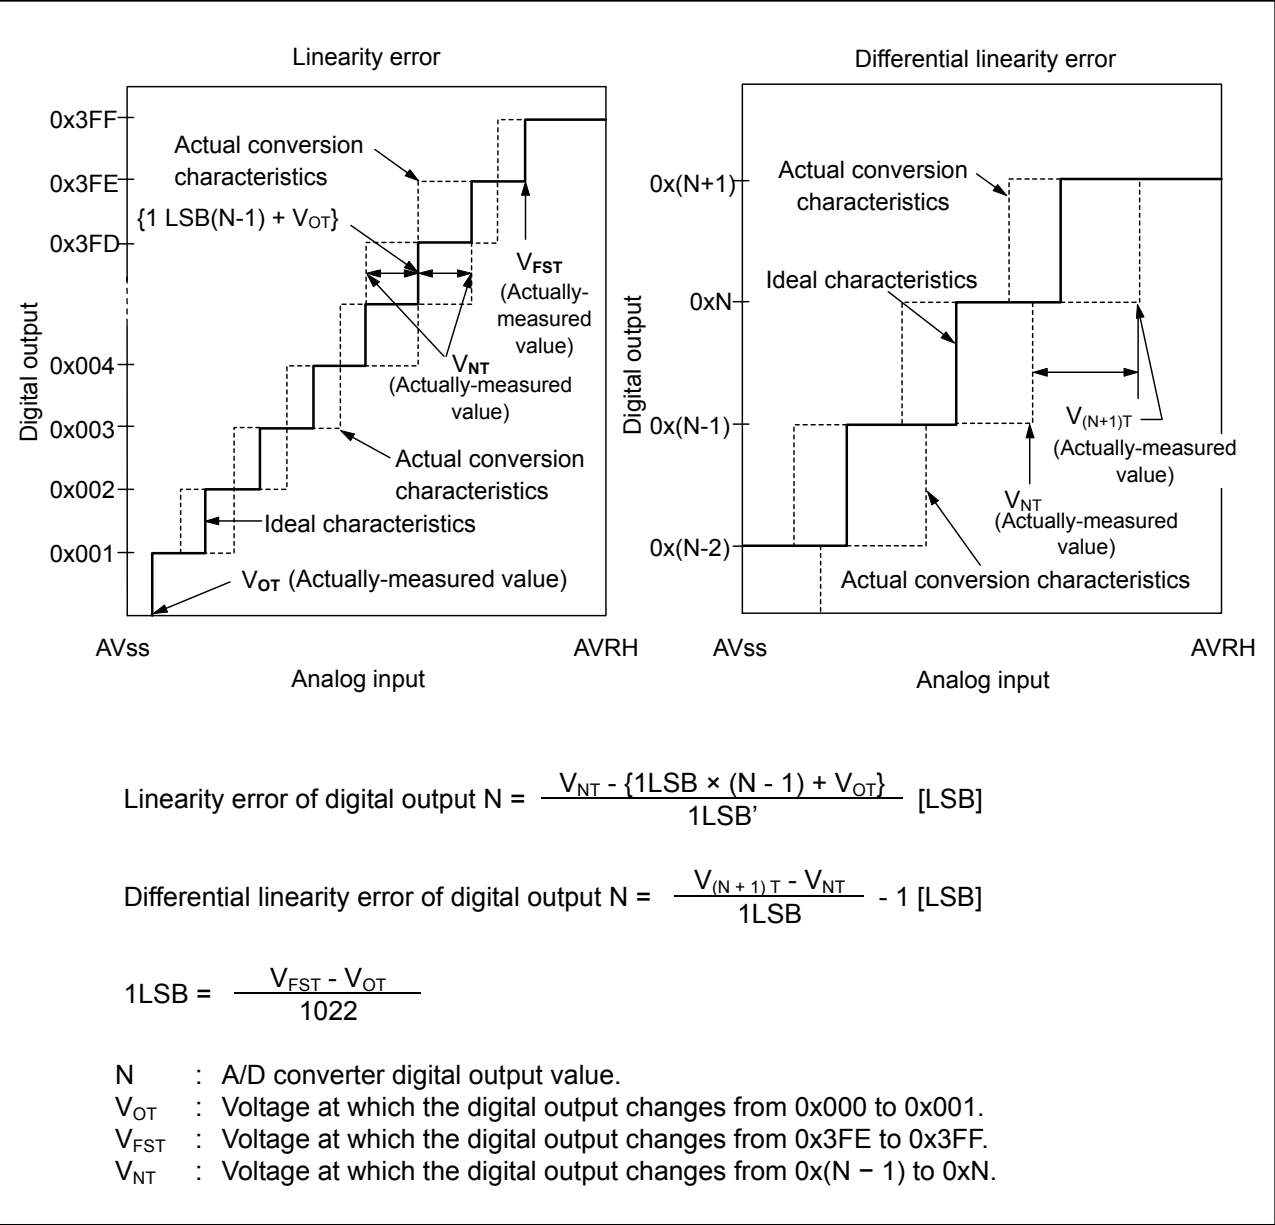 Linearity error
0x3FF
0x3FE
0x3FD
0x004
0x003
0x002
0x001
Digital output
Actual conversion
characteristics
{1 LSB(N-1) + VOT}
VFST
(Actually-
measured
value)
VNT
(Actually-measured
value)
Actual conversion
characteristics
Ideal characteristics
VOT (Actually-measured value)
AVss
AVRH
Analog input
Differential linearity error
0x(N+1)
0xN
0x(N-1)
0x(N-2)
Digital output
Actual conversion
characteristics
Ideal characteristics
V(N+1)T
(Actually-measured
value)
VNT
(Actually-measured
value)
Actual conversion characteristics
AVss
AVRH
Analog input
Linearity error of digital output N = VNT - {1LSB × (N - 1) + VOT} / 1LSB’ [LSB]
Differential linearity error of digital output N = V(N + 1) T - VNT / 1LSB - 1 [LSB]
1LSB = VFST - VOT / 1022
N : A/D converter digital output value.
VOT : Voltage at which the digital output changes from 0x000 to 0x001.
VFST : Voltage at which the digital output changes from 0x3FE to 0x3FF.
VNT : Voltage at which the digital output changes from 0x(N − 1) to 0xN.